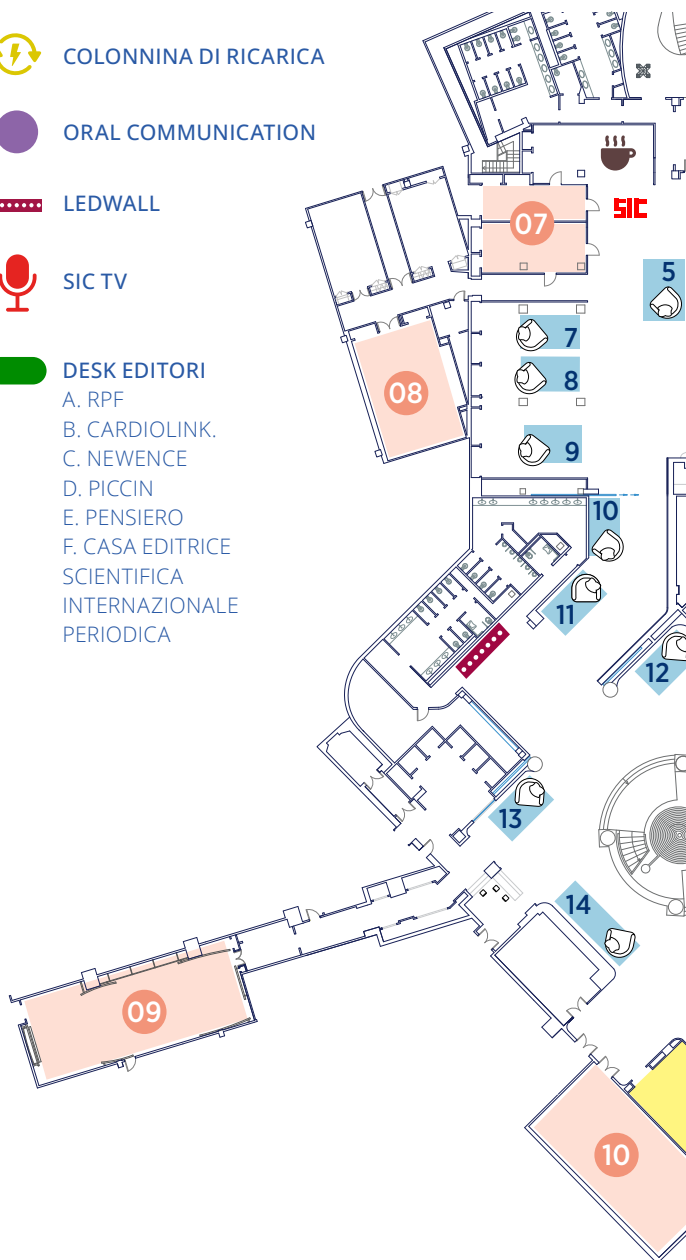 COLONNINA DI RICARICA
ORAL COMMUNICATION
LEDWALL
SIC TV
DESK EDITORI
A. RPF
B. CARDIOLINK.
C. NEWENCE
D. PICCIN
E. PENSIERO
F. CASA EDITRICE
SCIENTIFICA
INTERNAZIONALE
PERIODICA
07
SIC
5
7
08
8
9
10
11
12
13
14
09
10